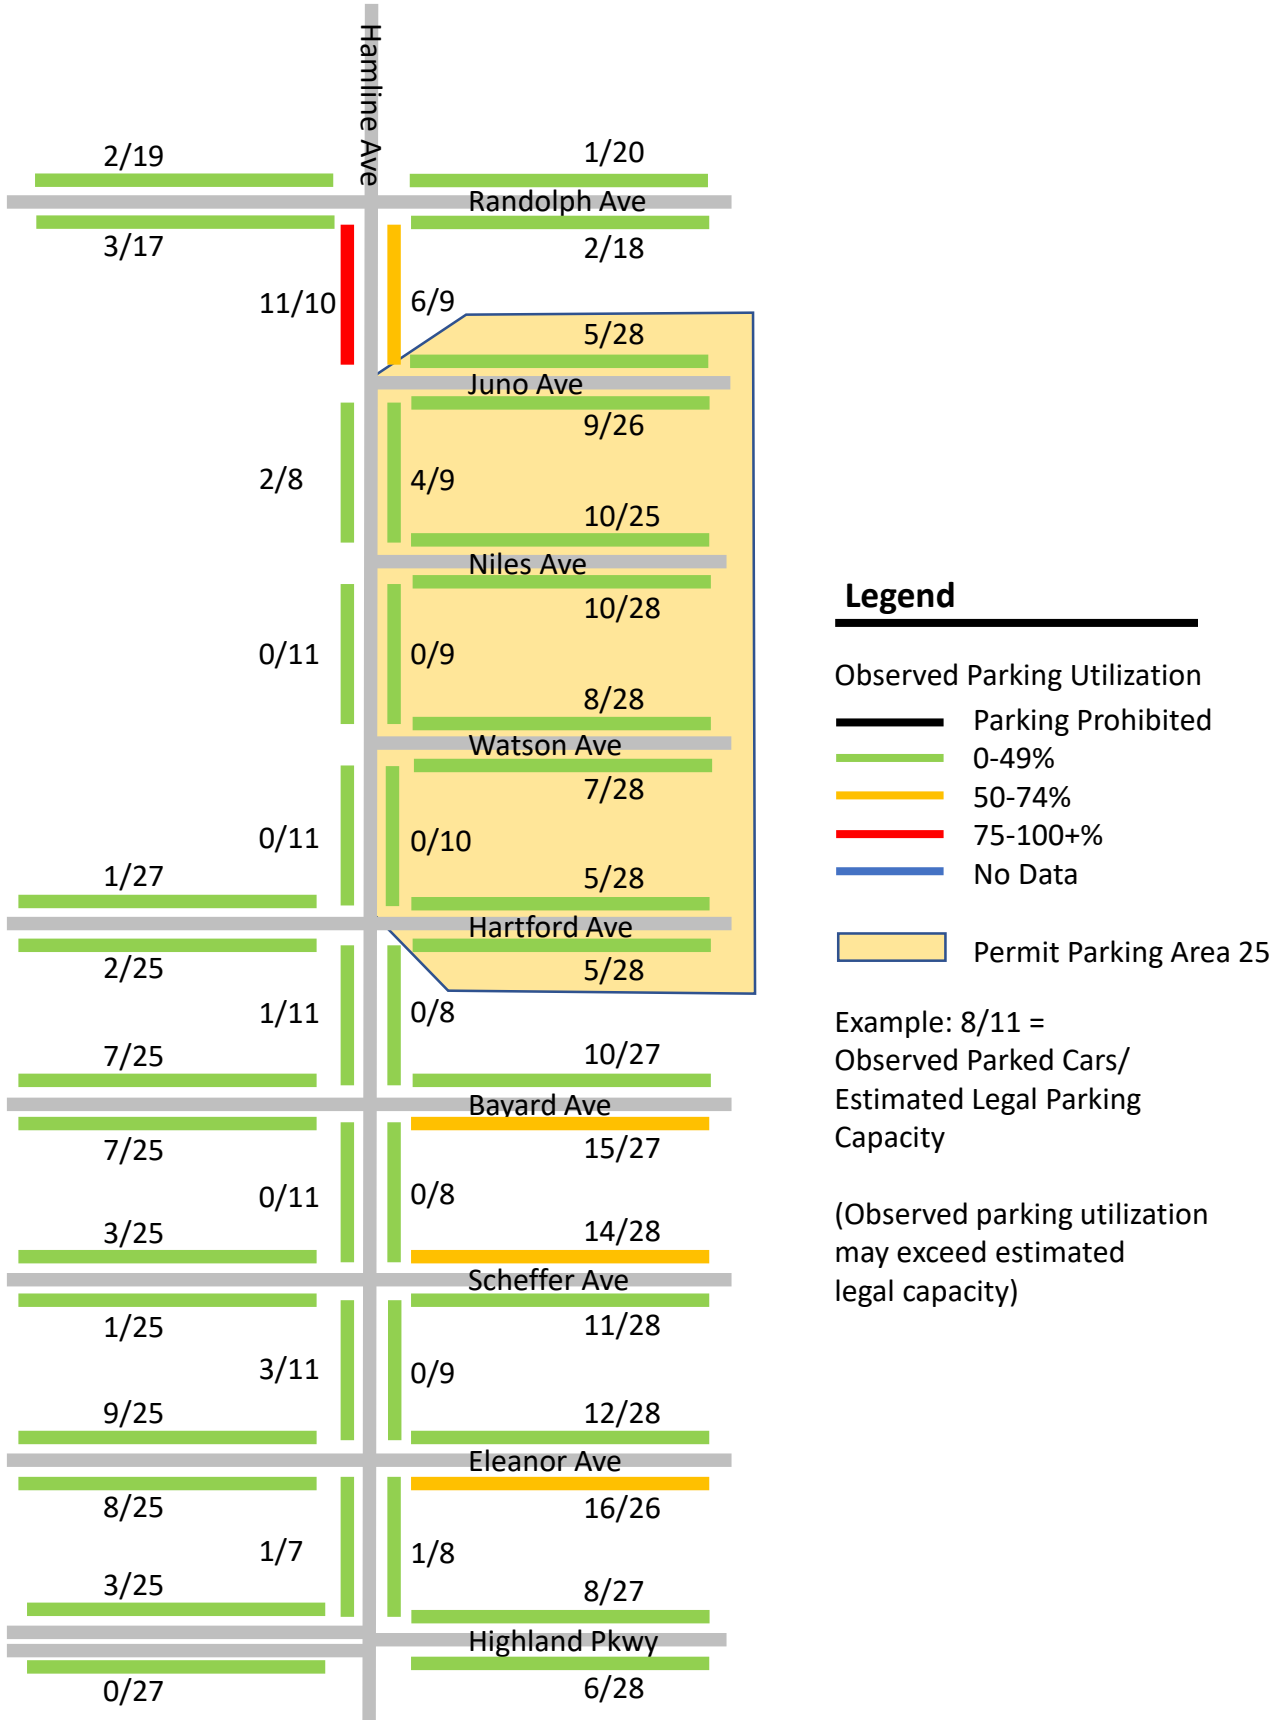 Hamline Ave
2/19
1/20
Randolph Ave
3/17
2/18
11/10
6/9
5/28
Juno Ave
9/26
2/8
4/9
10/25
Niles Ave
10/28
0/11
0/9
8/28
Watson Ave
7/28
0/11
0/10
1/27
5/28
Hartford Ave
2/25
5/28
1/11
0/8
7/25
10/27
Bayard Ave
7/25
15/27
0/11
0/8
3/25
14/28
Scheffer Ave
1/25
11/28
3/11
0/9
9/25
12/28
Eleanor Ave
8/25
16/26
1/7
1/8
3/25
8/27
Highland Pkwy
0/27
6/28
Legend
Observed Parking Utilization
Parking Prohibited
0-49%
50-74%
75-100+%
No Data
Permit Parking Area 25
Example: 8/11 =
Observed Parked Cars/
Estimated Legal Parking
Capacity
(Observed parking utilization
may exceed estimated
legal capacity)